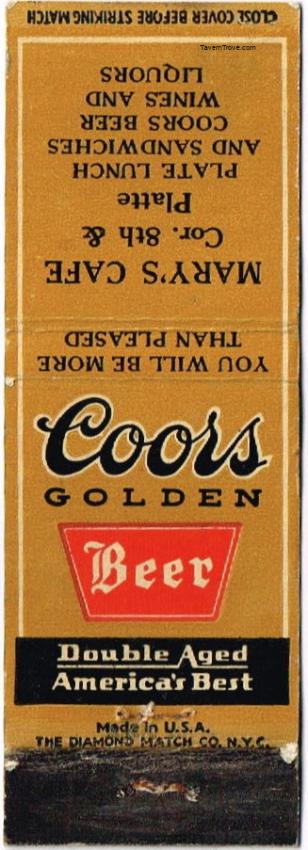 CLOSE COVER BEFORE STRIKING MATCH
TavernTrove.com
MARY'S CAFE
Cor. 8th &
Platte
PLATE LUNCH
AND SANDWICHES
COORS BEER
WINES AND
LIQUORS
YOU WILL BE MORE
THAN PLEASED
Coors
GOLDEN
Beer
Double Aged
America's Best
Made in U.S.A.
THE DIAMOND MATCH CO. N.Y.C.